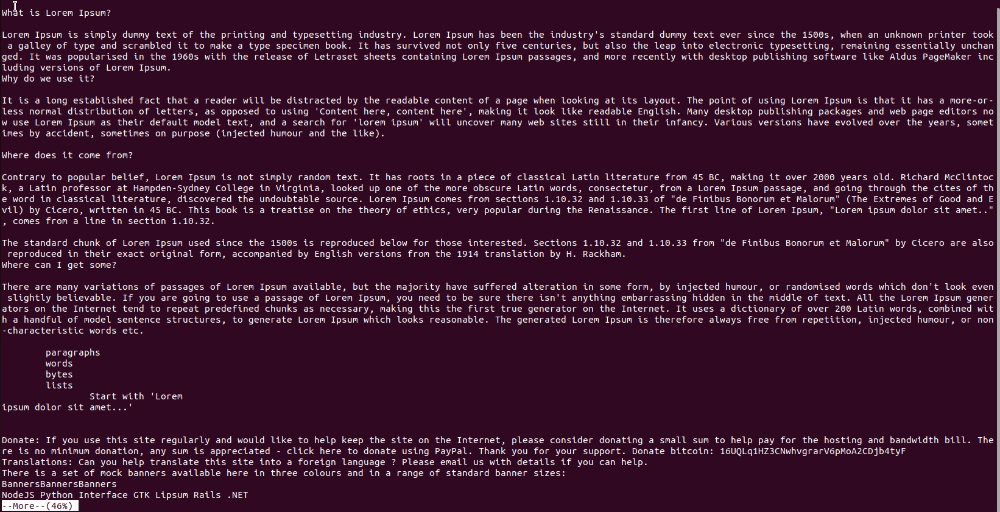 What is Lorem Ipsum?
Lorem Ipsum is simply dummy text of the printing and typesetting industry. Lorem Ipsum has been the industry's standard dummy text ever since the 1500s, when an unknown printer took
 a galley of type and scrambled it to make a type specimen book. It has survived not only five centuries, but also the leap into electronic typesetting, remaining essentially unchan
ged. It was popularised in the 1960s with the release of Letraset sheets containing Lorem Ipsum passages, and more recently with desktop publishing software like Aldus PageMaker inc
luding versions of Lorem Ipsum.
Why do we use it?
It is a long established fact that a reader will be distracted by the readable content of a page when looking at its layout. The point of using Lorem Ipsum is that it has a more-or-
less normal distribution of letters, as opposed to using 'Content here, content here', making it look like readable English. Many desktop publishing packages and web page editors no
w use Lorem Ipsum as their default model text, and a search for 'lorem ipsum' will uncover many web sites still in their infancy. Various versions have evolved over the years, somet
imes by accident, sometimes on purpose (injected humour and the like).
Where does it come from?
Contrary to popular belief, Lorem Ipsum is not simply random text. It has roots in a piece of classical Latin literature from 45 BC, making it over 2000 years old. Richard McClintoc
k, a Latin professor at Hampden-Sydney College in Virginia, looked up one of the more obscure Latin words, consectetur, from a Lorem Ipsum passage, and going through the cites of th
e word in classical literature, discovered the undoubtable source. Lorem Ipsum comes from sections 1.10.32 and 1.10.33 of "de Finibus Bonorum et Malorum" (The Extremes of Good and E
vil) by Cicero, written in 45 BC. This book is a treatise on the theory of ethics, very popular during the Renaissance. The first line of Lorem Ipsum, "Lorem ipsum dolor sit amet.."
, comes from a line in section 1.10.32.
The standard chunk of Lorem Ipsum used since the 1500s is reproduced below for those interested. Sections 1.10.32 and 1.10.33 from "de Finibus Bonorum et Malorum" by Cicero are also
 reproduced in their exact original form, accompanied by English versions from the 1914 translation by H. Rackham.
Where can I get some?
There are many variations of passages of Lorem Ipsum available, but the majority have suffered alteration in some form, by injected humour, or randomised words which don't look even
 slightly believable. If you are going to use a passage of Lorem Ipsum, you need to be sure there isn't anything embarrassing hidden in the middle of text. All the Lorem Ipsum gener
ators on the Internet tend to repeat predefined chunks as necessary, making this the first true generator on the Internet. It uses a dictionary of over 200 Latin words, combined wit
h a handful of model sentence structures, to generate Lorem Ipsum which looks reasonable. The generated Lorem Ipsum is therefore always free from repetition, injected humour, or non
-characteristic words etc.
paragraphs
words
bytes
lists
Start with 'Lorem
ipsum dolor sit amet...'
Donate: If you use this site regularly and would like to help keep the site on the Internet, please consider donating a small sum to help pay for the hosting and bandwidth bill. The
re is no minimum donation, any sum is appreciated - click here to donate using PayPal. Thank you for your support. Donate bitcoin: 16UQLq1HZ3CNwhvgrarV6pMoA2CDjb4tyF
Translations: Can you help translate this site into a foreign language ? Please email us with details if you can help.
There is a set of mock banners available here in three colours and in a range of standard banner sizes:
BannersBannersBanners
NodeJS Python Interface GTK Lipsum Rails .NET
--More--(46%)